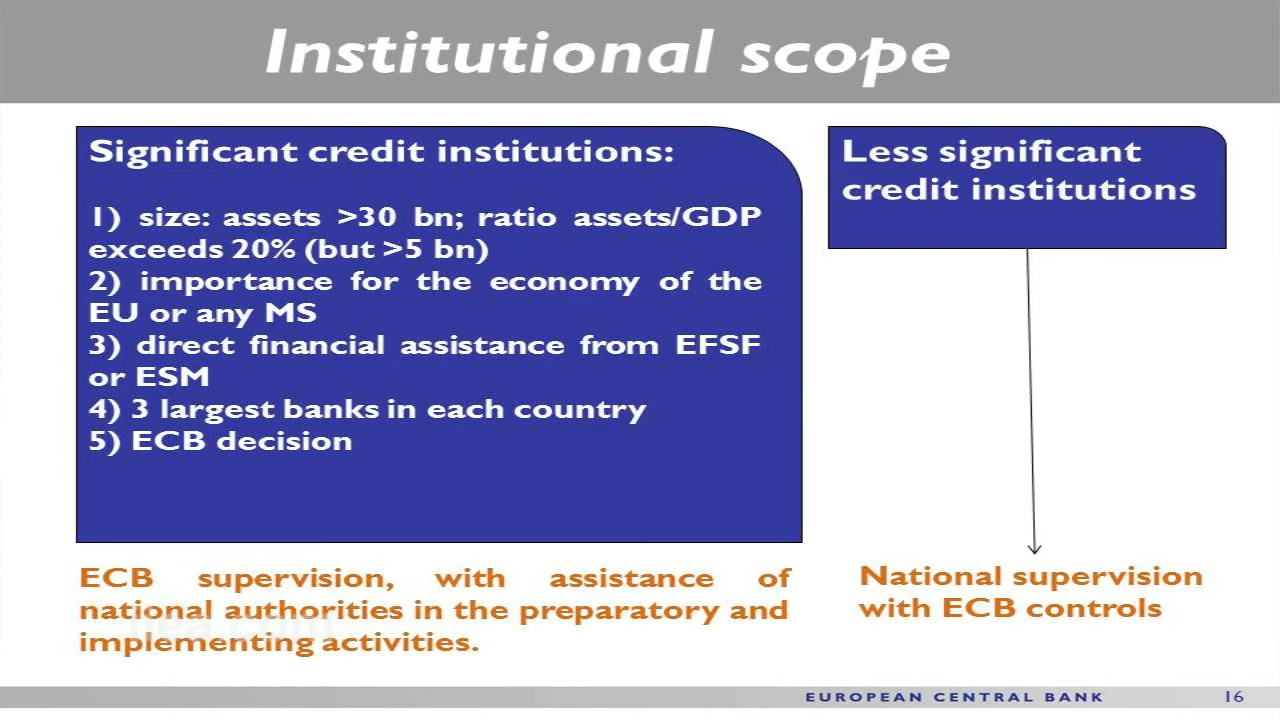 Institutional scope
Significant credit institutions:
1) size: assets >30 bn; ratio assets/GDP
exceeds 20% (but >5 bn)
2) importance for the economy of the
EU or any MS
3) direct financial assistance from EFSF
or ESM
4) 3 largest banks in each country
5) ECB decision
Less significant
credit institutions
ECB supervision, with assistance of
national authorities in the preparatory and
implementing activities.
National supervision
with ECB controls
EUROPEAN CENTRAL BANK
16